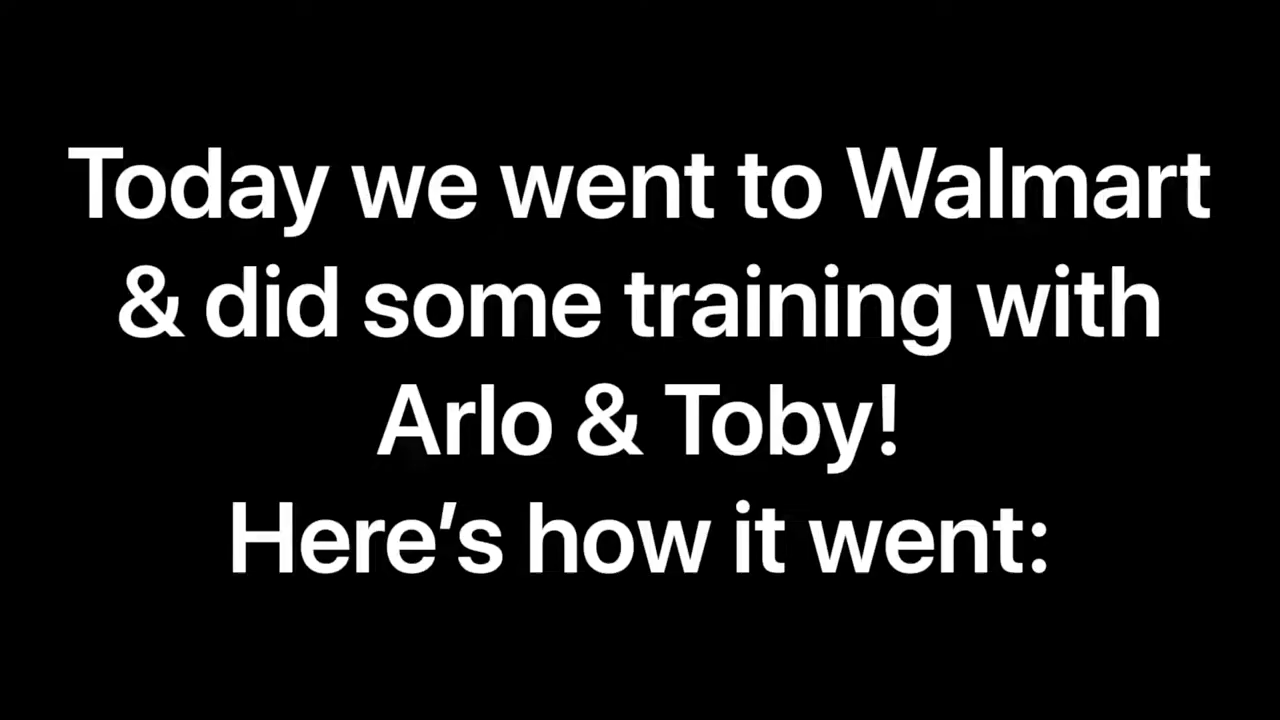 Today we went to Walmart
& did some training with
Arlo & Toby!
Here’s how it went: